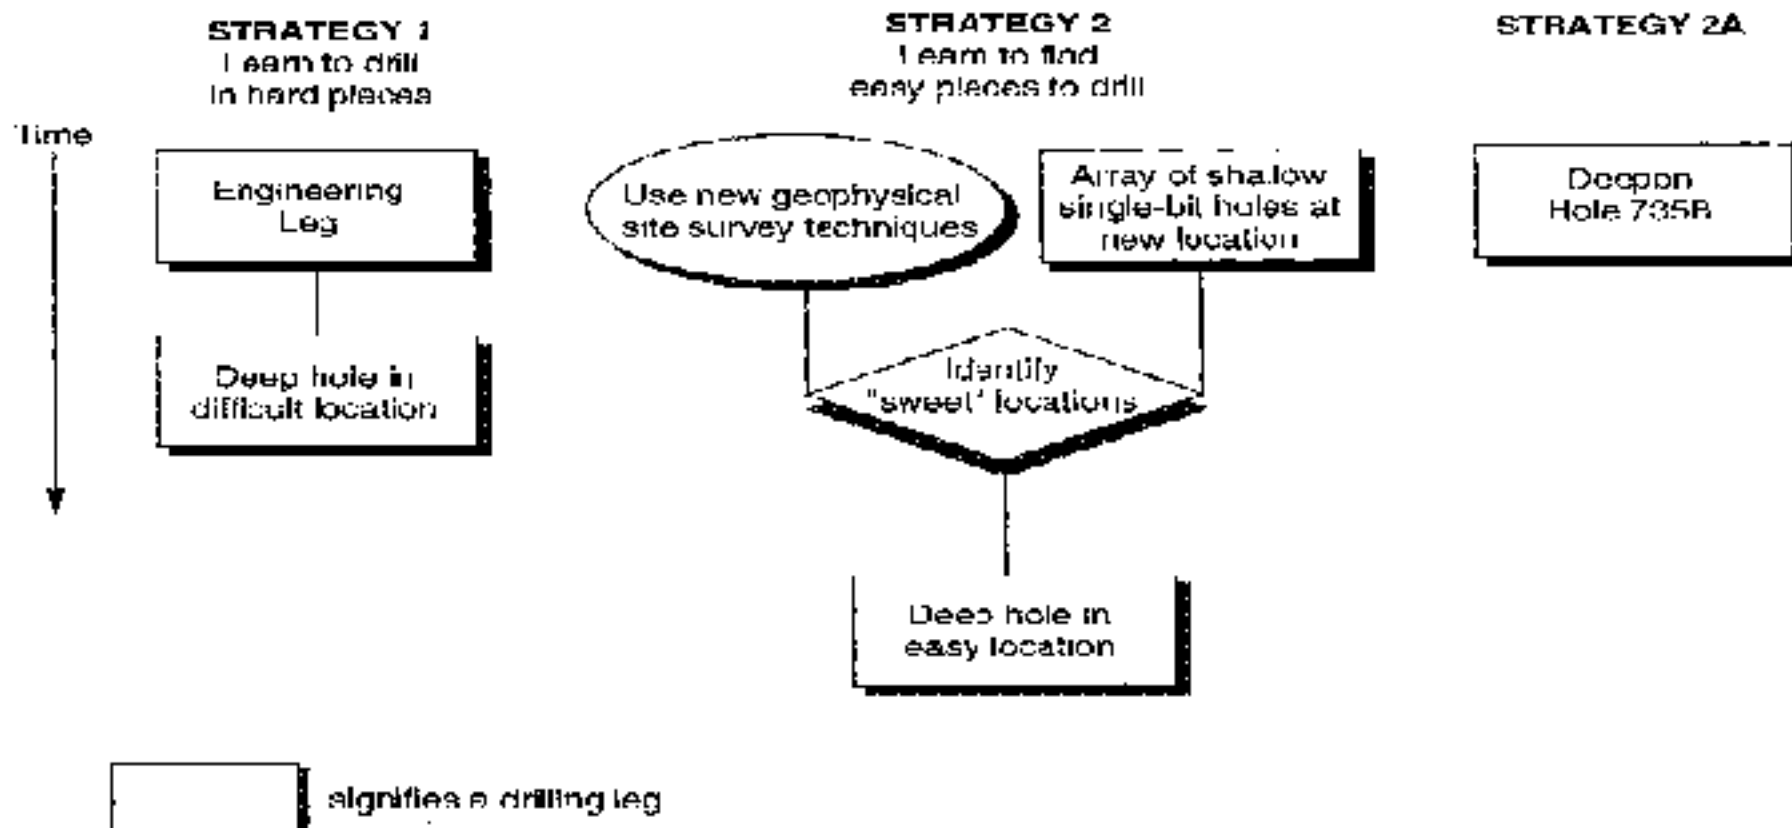 STRATEGY 1
Learn to drill
in hard places
STRATEGY 2
Learn to find
easy places to drill
STRATEGY 2A
Time
Engineering
Leg
Use new geophysical
site survey techniques
Array of shallow
single-bit holes at
new location
Deepen
Hole 735B
Deep hole in
difficult location
Identify
"sweet" locations
Deep hole in
easy location
signifies a drilling leg